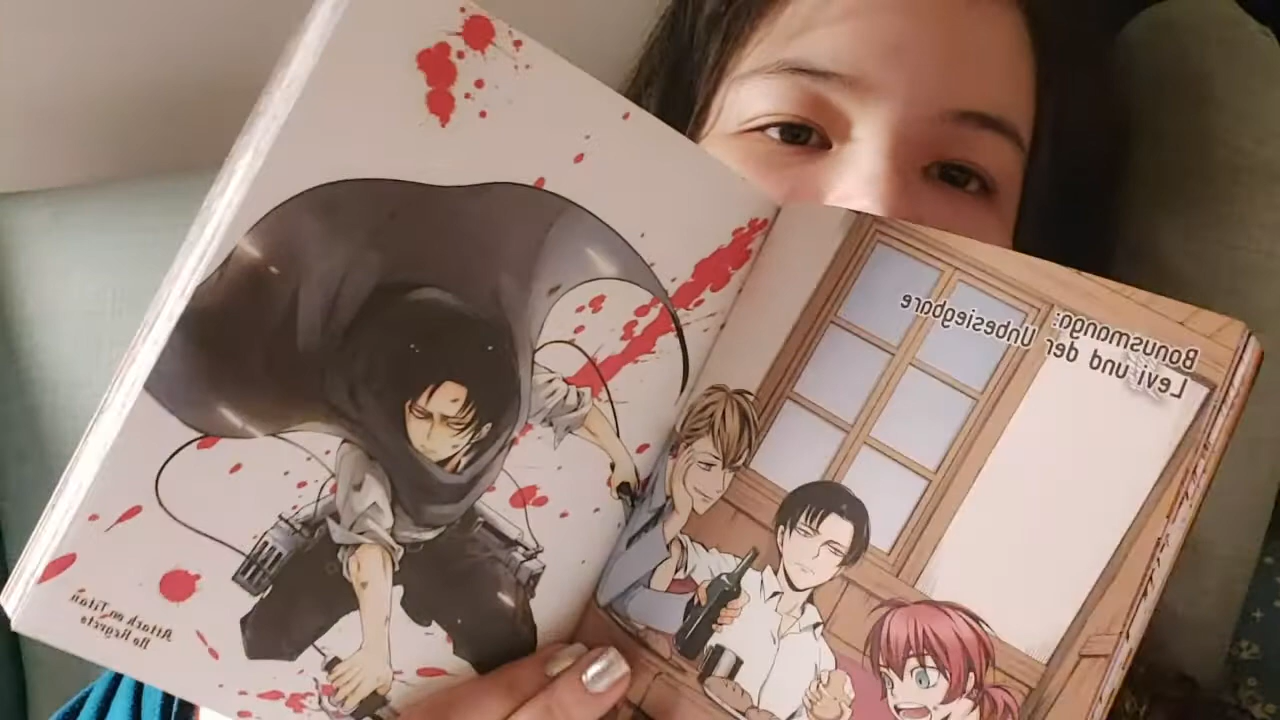 Bonusmanga:
Levi und der Unbesiegbare
Attack on Titan
No Regrets